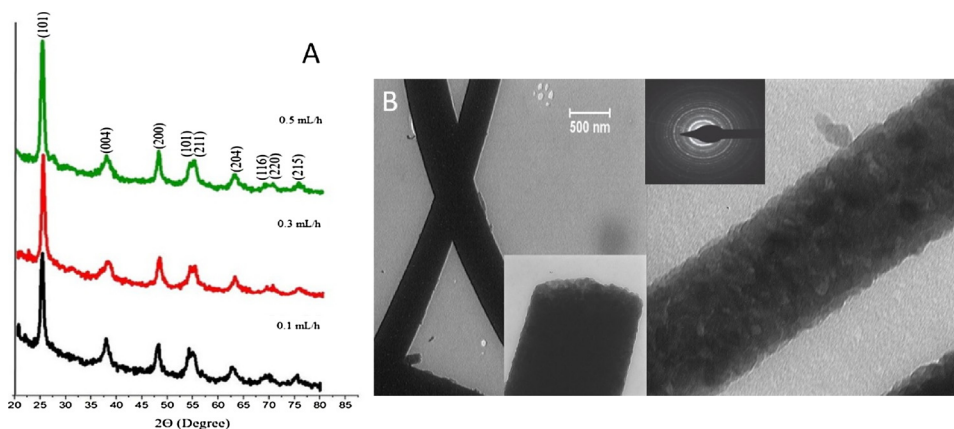 A
(101)
(004)
(200)
(101)
(211)
(204)
(116)
(220)
(215)
0.5 mL/h
0.3 mL/h
0.1 mL/h
20 25 30 35 40 45 50 55 60 65 70 75 80 85
2Θ (Degree)
B
500 nm